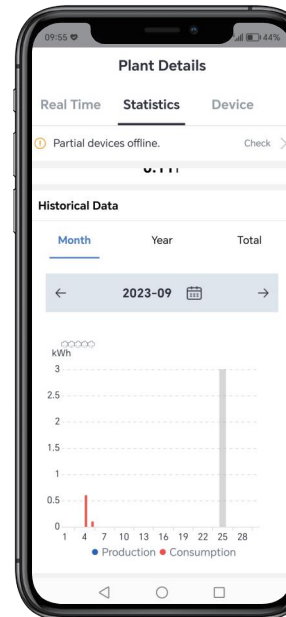 09:55
44%
Plant Details
Real Time Statistics Device
Partial devices offline. Check
Historical Data
Month Year Total
2023-09
kWh
3
2.5
2
1.5
1
0.5
0
1 4 7 10 13 16 19 22 25 28
Production Consumption